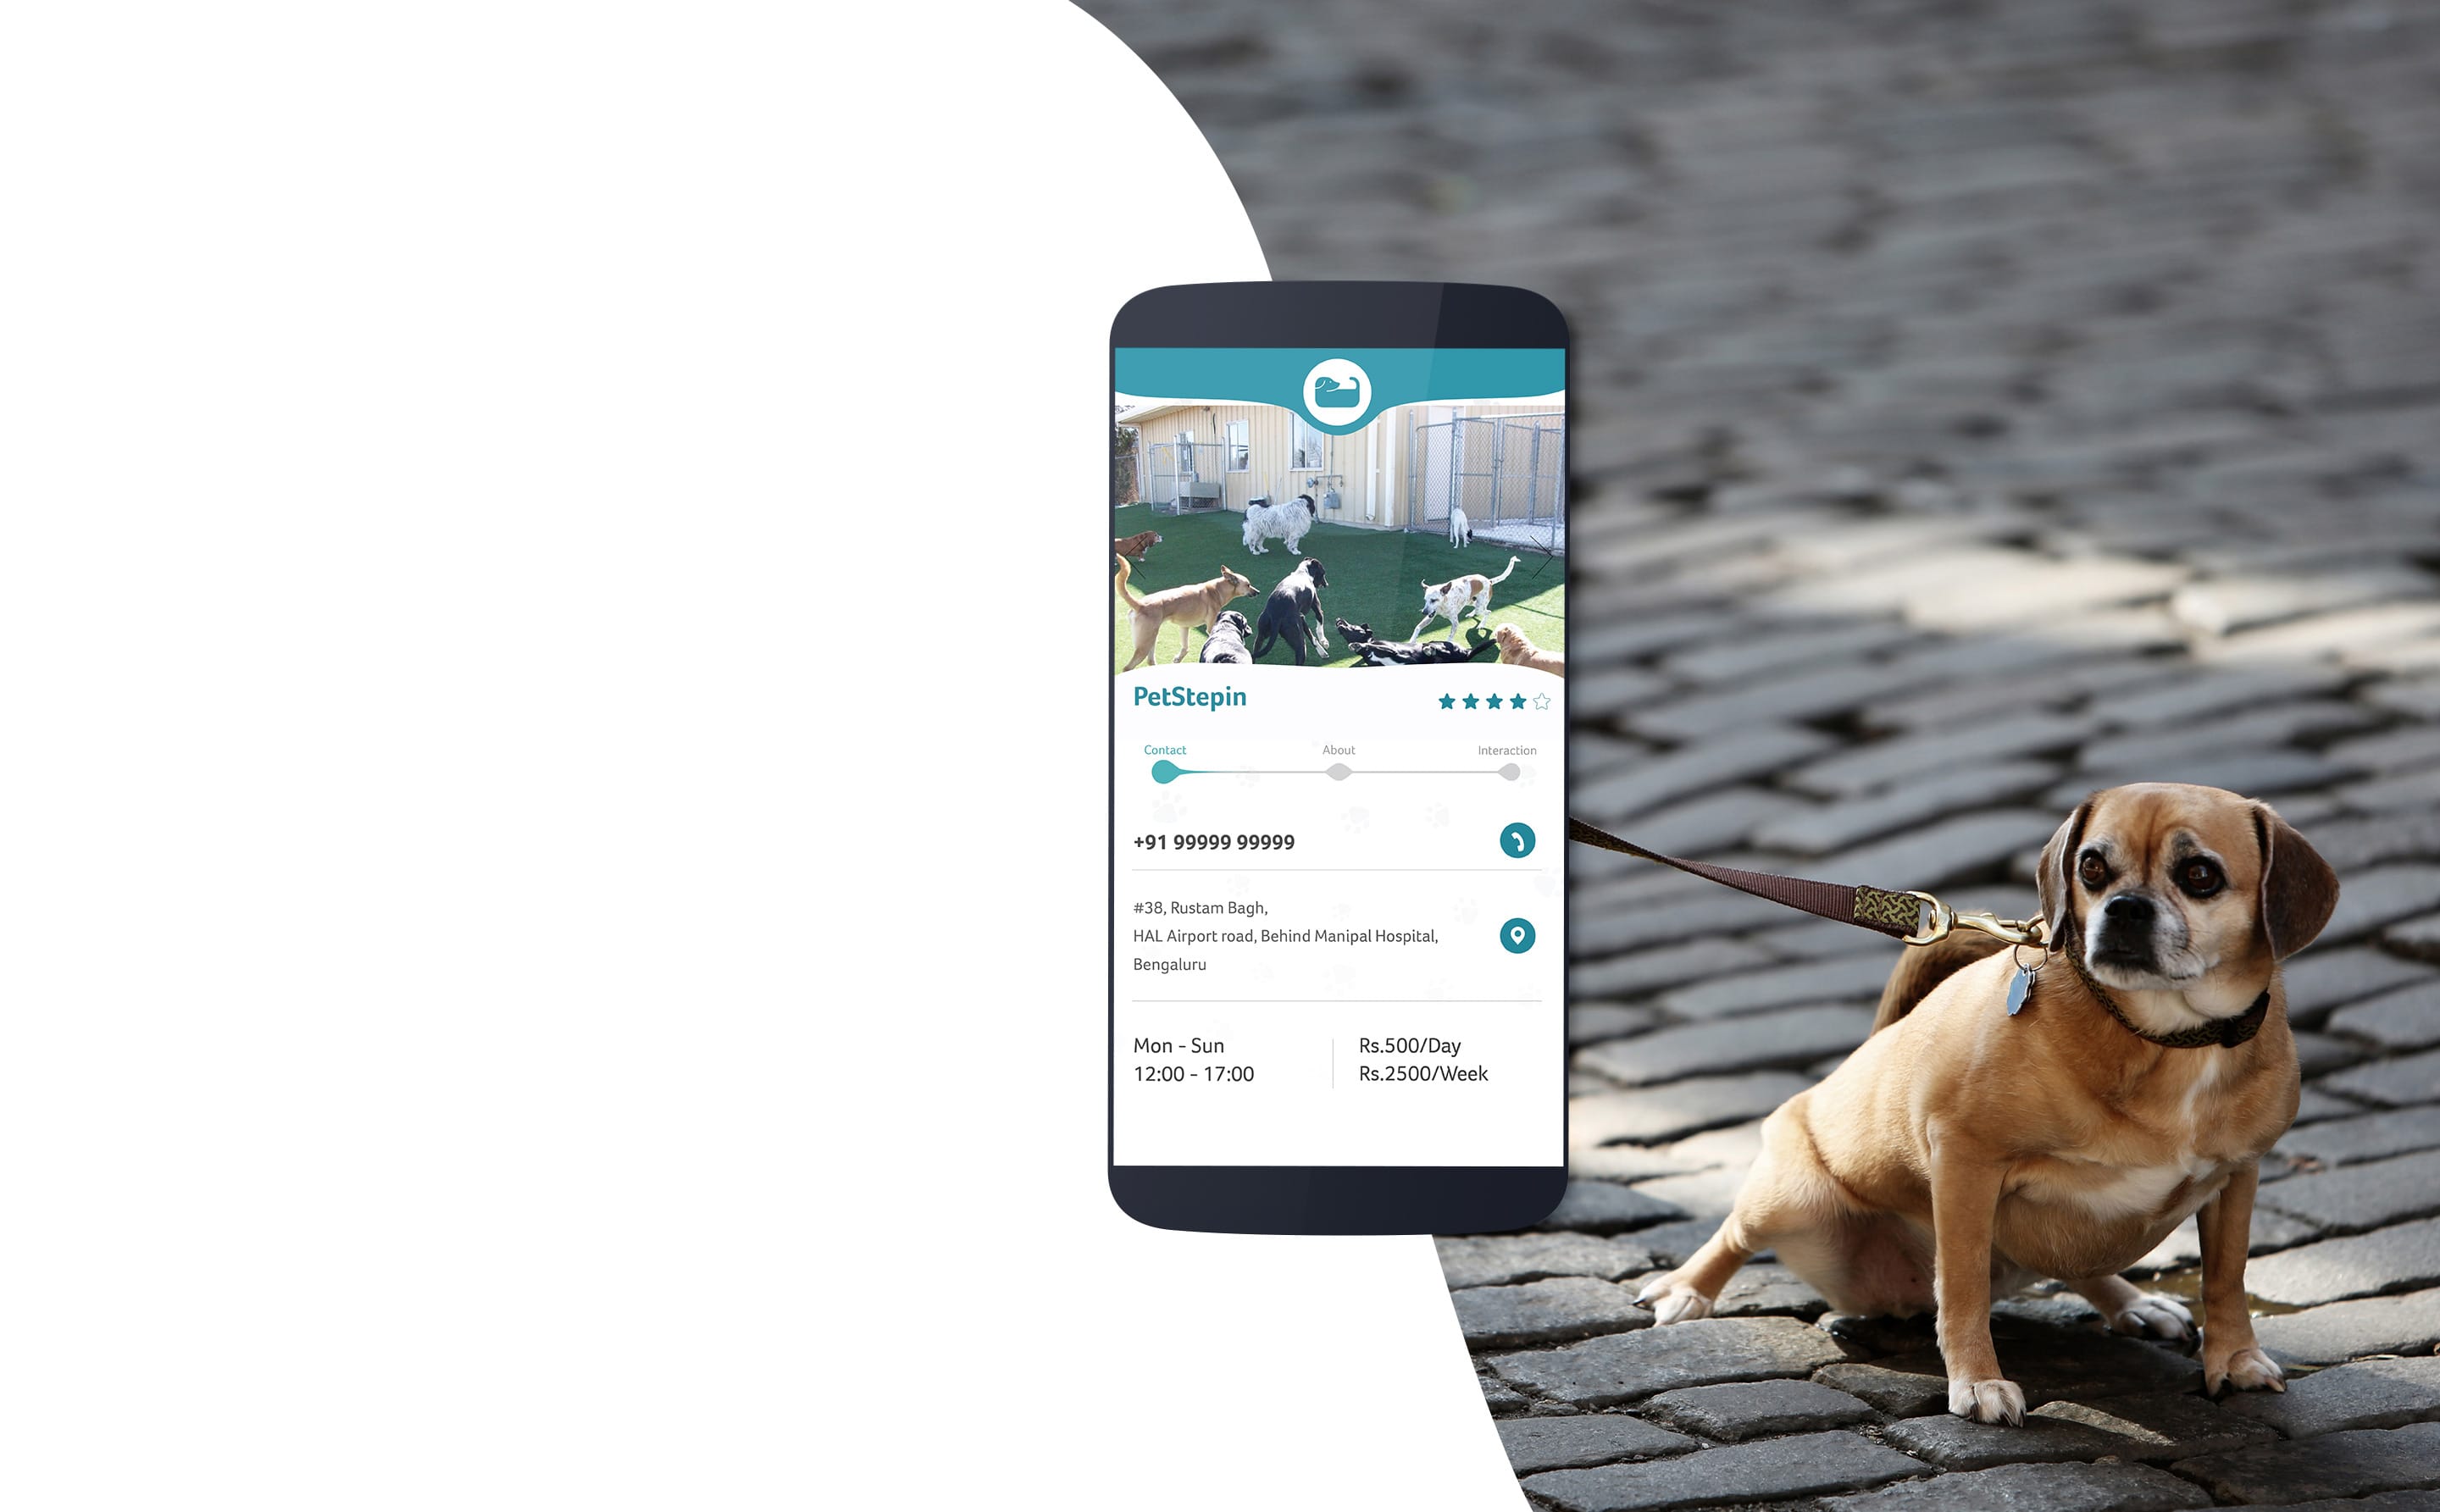 PetStepin
Contact
About
Interaction
+91 99999 99999
#38, Rustam Bagh,
HAL Airport road, Behind Manipal Hospital,
Bengaluru
Mon - Sun
12:00 - 17:00
Rs.500/Day
Rs.2500/Week